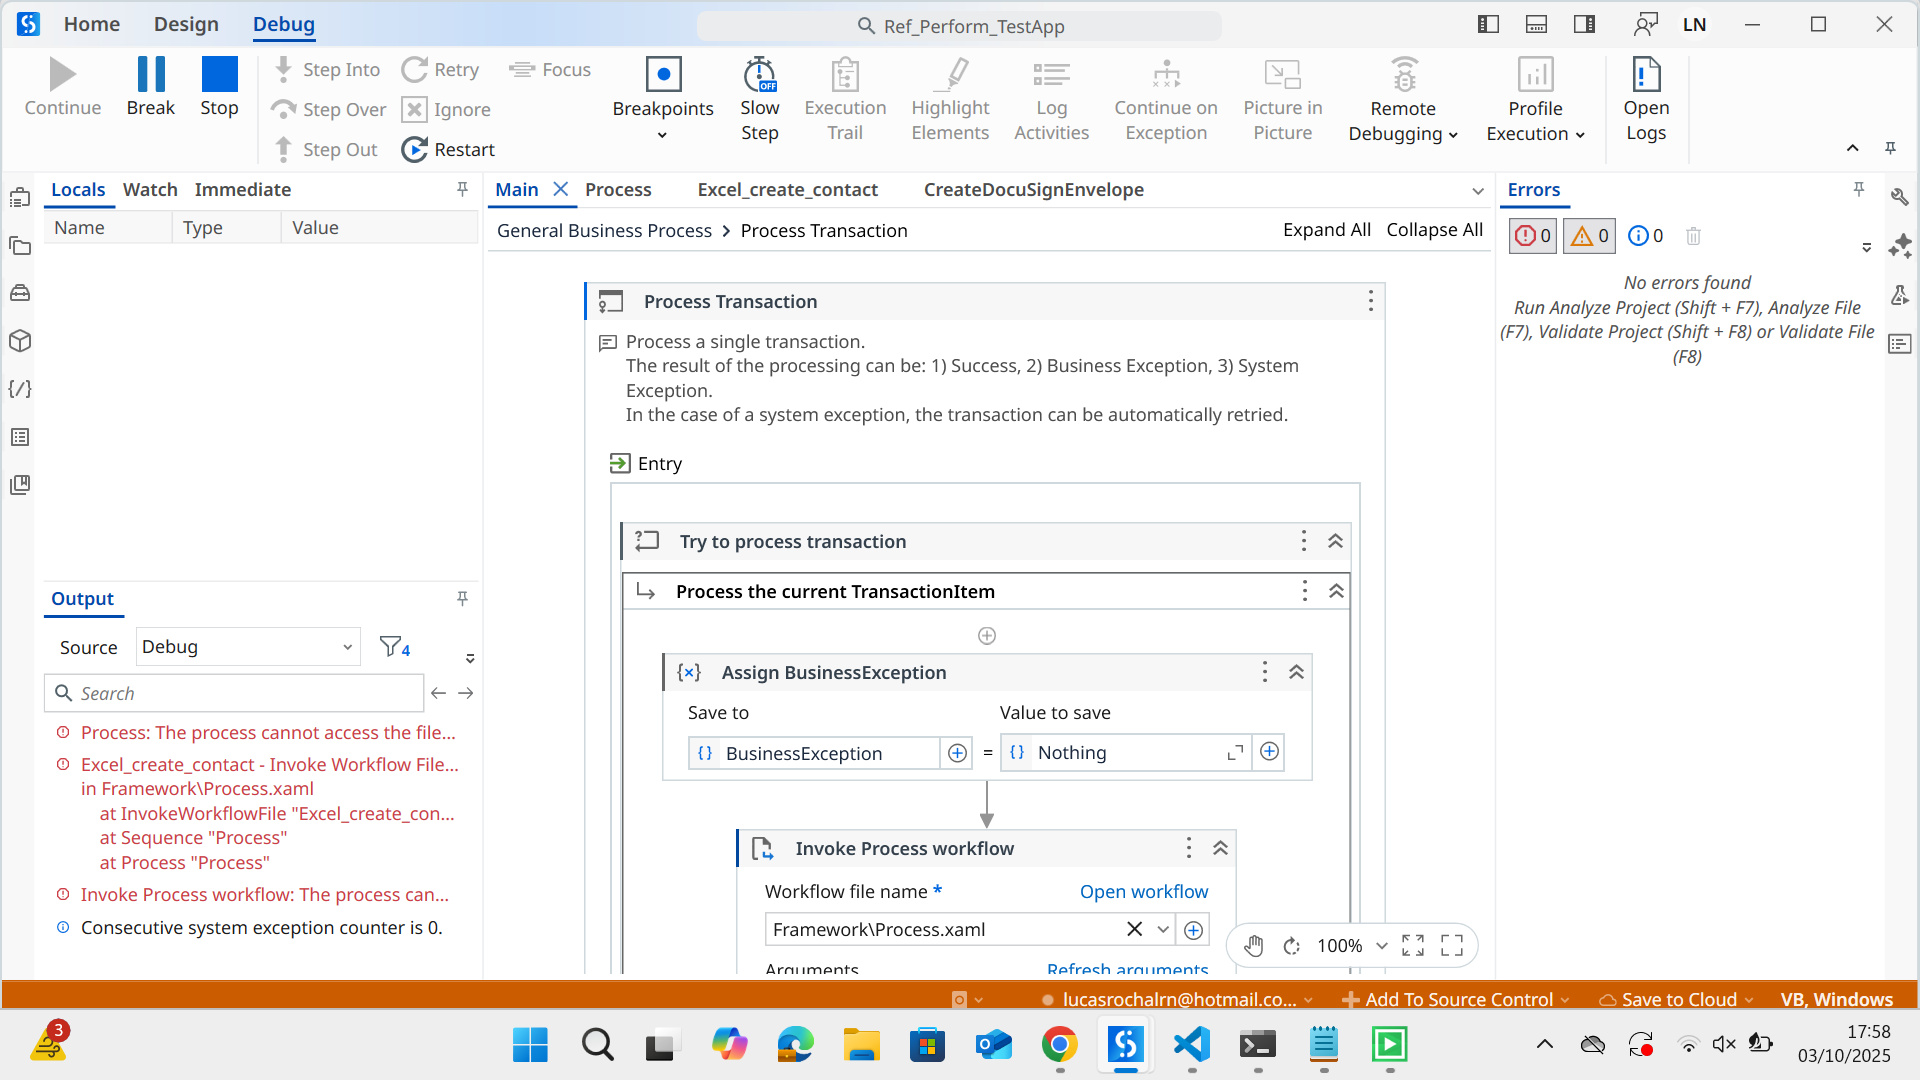 Home
Design
Debug
Ref_Perform_TestApp
LN
Continue
Break
Stop
Step Into
Step Over
Step Out
Retry
Ignore
Restart
Focus
Breakpoints
Slow
Step
OFF
Execution
Trail
Highlight
Elements
Log
Activities
Continue on
Exception
Picture in
Picture
Remote
Debugging
Profile
Execution
Open
Logs
Locals
Watch
Immediate
Name
Type
Value
Output
Source
Debug
4
Search
Process: The process cannot access the file...
Excel_create_contact - Invoke Workflow File...
in Framework\Process.xaml
at InvokeWorkflowFile "Excel_create_con...
at Sequence "Process"
at Process "Process"
Invoke Process workflow: The process can...
Consecutive system exception counter is 0.
Main
Process
Excel_create_contact
CreateDocuSignEnvelope
General Business Process > Process Transaction
Expand All
Collapse All
Process Transaction
Process a single transaction.
The result of the processing can be: 1) Success, 2) Business Exception, 3) System
Exception.
In the case of a system exception, the transaction can be automatically retried.
Entry
Try to process transaction
Process the current TransactionItem
Assign BusinessException
Save to
Value to save
BusinessException
=
Nothing
Invoke Process workflow
Workflow file name *
Open workflow
Framework\Process.xaml
Arguments
Refresh arguments
100%
Errors
0
0
0
No errors found
Run Analyze Project (Shift + F7), Analyze File
(F7), Validate Project (Shift + F8) or Validate File
(F8)
lucasrochalrn@hotmail.co...
Add To Source Control
Save to Cloud
VB, Windows
3
17:58
03/10/2025